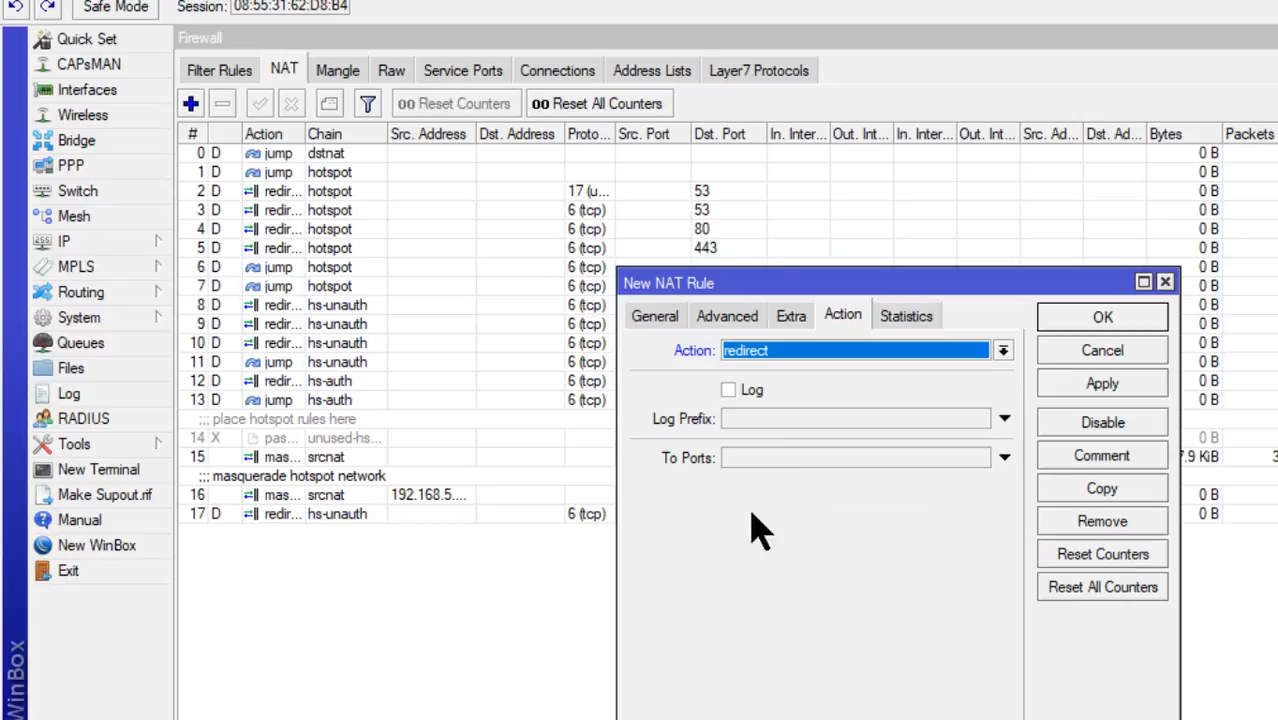 Safe Mode Session: 08:55:31:62:D8:B4
Quick Set
CAPsMAN
Interfaces
Wireless
Bridge
PPP
Switch
Mesh
IP
MPLS
Routing
System
Queues
Files
Log
RADIUS
Tools
New Terminal
Make Supout.rif
Manual
New WinBox
Exit
WinBox
Firewall
Filter Rules NAT Mangle Raw Service Ports Connections Address Lists Layer7 Protocols
00 Reset Counters 00 Reset All Counters
# Action Chain Src. Address Dst. Address Proto... Src. Port Dst. Port In. Inter... Out. Int... In. Inter... Out. Int... Src. Ad... Dst. Ad... Bytes Packets
0 D jump dstnat 0 B
1 D jump hotspot 0 B
2 D redir... hotspot 17 (u... 53 0 B
3 D redir... hotspot 6 (tcp) 53 0 B
4 D redir... hotspot 6 (tcp) 80 0 B
5 D redir... hotspot 6 (tcp) 443 0 B
6 D jump hotspot 6 (tcp) 0 B
7 D jump hotspot 6 (tcp) 0 B
8 D redir... hs-unauth 6 (tcp) 0 B
9 D redir... hs-unauth 6 (tcp) 0 B
10 D redir... hs-unauth 6 (tcp) 0 B
11 D jump hs-unauth 6 (tcp) 0 B
12 D redir... hs-auth 6 (tcp) 0 B
13 D jump hs-auth 6 (tcp) 0 B
;;; place hotspot rules here
14 X pas... unused-hs... 0 B
15 mas... srcnat 7.9 KiB 3
;;; masquerade hotspot network
16 mas... srcnat 192.168.5.... 0 B
17 D redir... hs-unauth 6 (tcp) 0 B
New NAT Rule
General Advanced Extra Action Statistics
Action: redirect
Log
Log Prefix:
To Ports:
OK
Cancel
Apply
Disable
Comment
Copy
Remove
Reset Counters
Reset All Counters